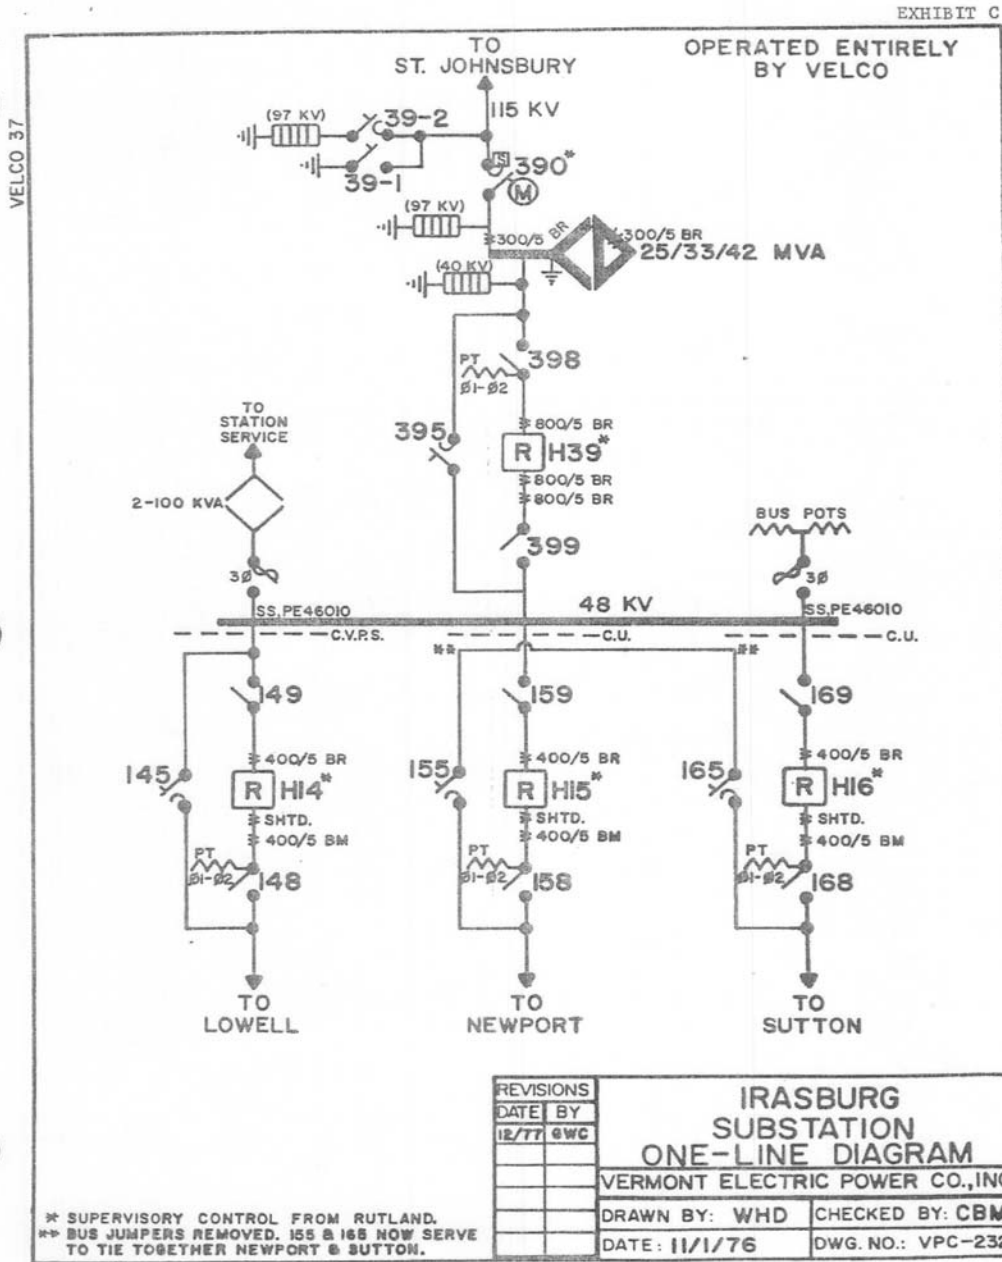 EXHIBIT C
VELCO 37
TO
ST. JOHNSBURY
OPERATED ENTIRELY
BY VELCO
115 KV
(97 KV)
39-2
39-1
390*
M
(97 KV)
300/5 BR
300/5 BR
25/33/42 MVA
(40 KV)
398
PT
Ø1-Ø2
800/5 BR
395
R H39*
800/5 BR
800/5 BR
399
TO
STATION
SERVICE
2-100 KVA
3Ø
BUS POTS
3Ø
48 KV
SS,PE46010
SS,PE46010
C.V.P.S.
C.U.
C.U.
**
**
149
159
169
400/5 BR
400/5 BR
400/5 BR
145
R H14*
155
R H15*
165
R H16*
SHTD.
SHTD.
SHTD.
400/5 BM
400/5 BM
400/5 BM
PT
Ø1-Ø2
148
PT
Ø1-Ø2
158
PT
Ø1-Ø2
168
TO
LOWELL
TO
NEWPORT
TO
SUTTON
REVISIONS
DATE BY
12/77 GWC
IRASBURG
SUBSTATION
ONE-LINE DIAGRAM
VERMONT ELECTRIC POWER CO.,INC
DRAWN BY: WHD
CHECKED BY: CBM
DATE: 11/1/76
DWG. NO.: VPC-232
* SUPERVISORY CONTROL FROM RUTLAND.
** BUS JUMPERS REMOVED. 155 & 165 NOW SERVE
TO TIE TOGETHER NEWPORT & SUTTON.